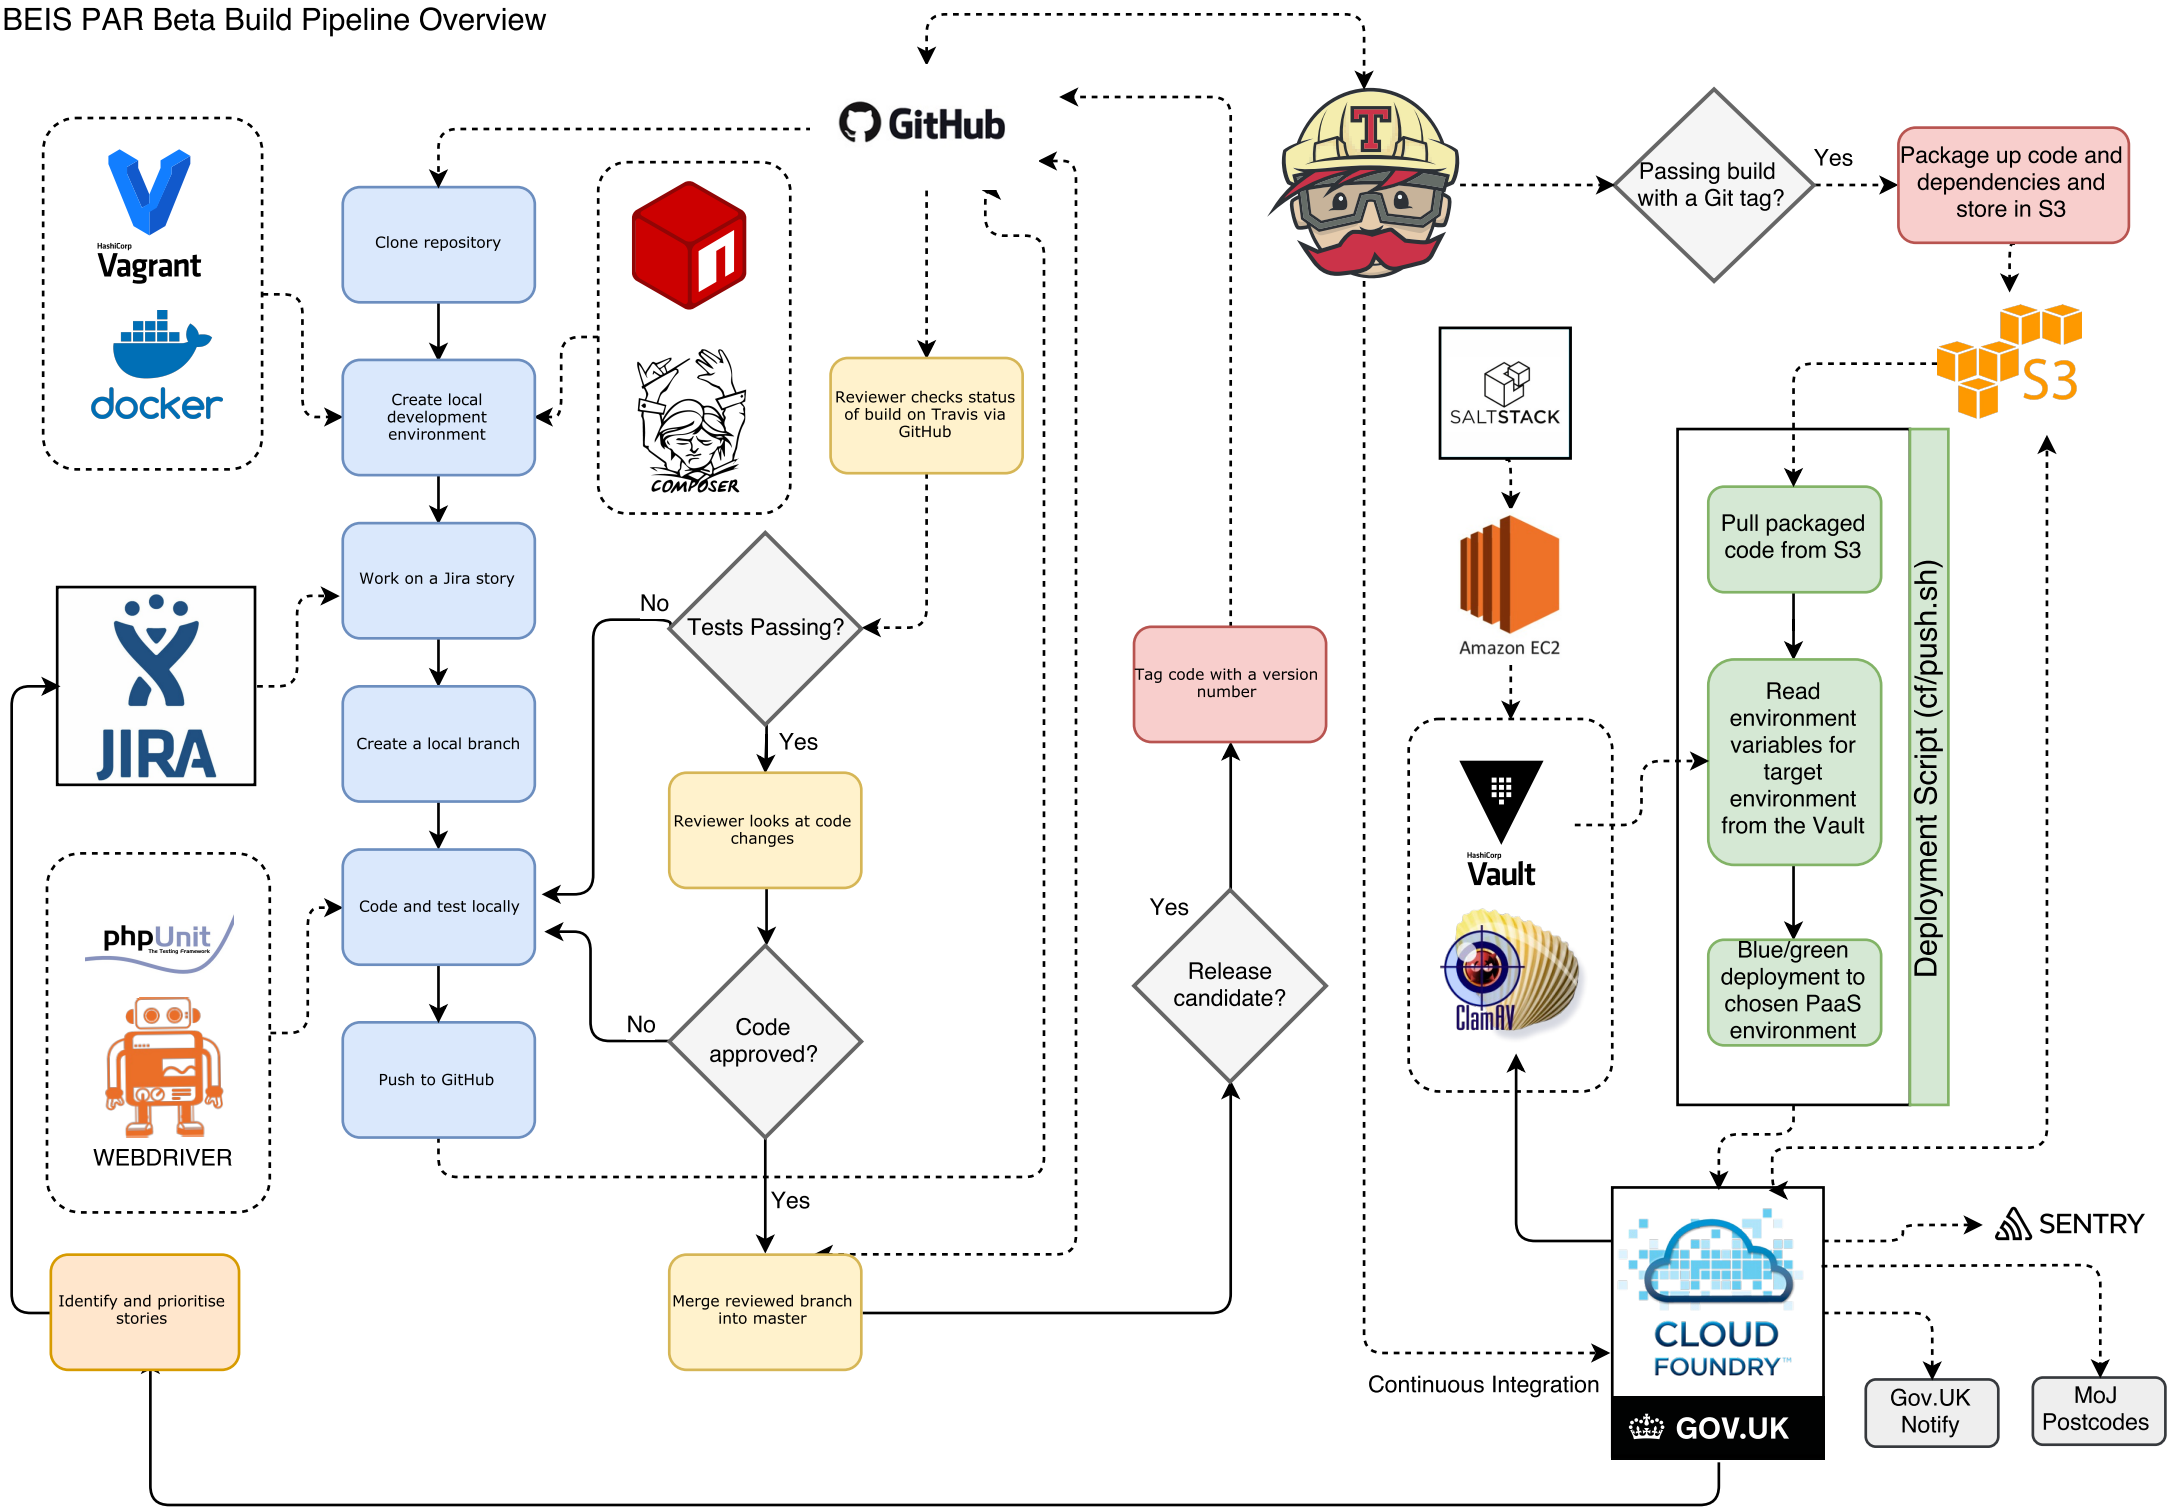 BEIS PAR Beta Build Pipeline Overview
HashiCorp
Vagrant
docker
Clone repository
Create local
development
environment
Work on a Jira story
Create a local branch
Code and test locally
Push to GitHub
JIRA
phpUnit
The Testing Framework
WEBDRIVER
Identify and prioritise
stories
GitHub
COMPOSER
Reviewer checks status
of build on Travis via
GitHub
No
Tests Passing?
Yes
Reviewer looks at code
changes
No
Code
approved?
Yes
Merge reviewed branch
into master
Tag code with a version
number
Yes
Release
candidate?
T
Passing build
with a Git tag?
Yes
Package up code and
dependencies and
store in S3
S3
SALTSTACK
Amazon EC2
HashiCorp
Vault
ClamAV
Pull packaged
code from S3
Read
environment
variables for
target
environment
from the Vault
Blue/green
deployment to
chosen PaaS
environment
Deployment Script (cf/push.sh)
Continuous Integration
CLOUD
FOUNDRY™
GOV.UK
SENTRY
Gov.UK
Notify
MoJ
Postcodes